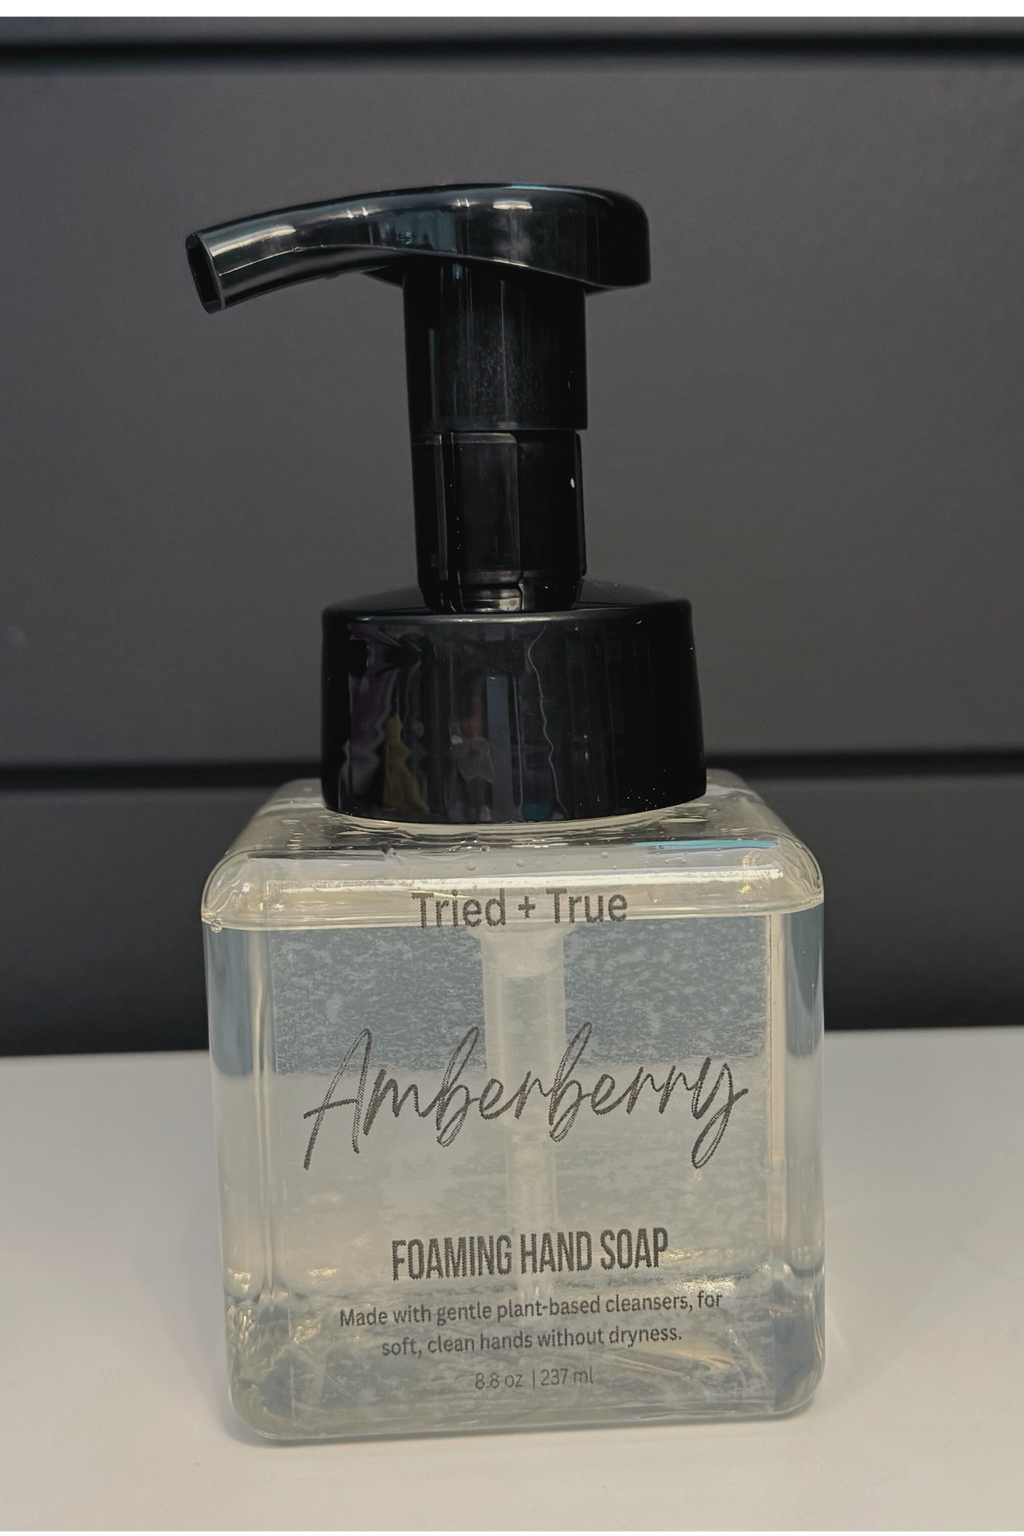 Tried + True
Amberberry
FOAMING HAND SOAP
Made with gentle plant-based cleansers, for
soft, clean hands without dryness.
8.8 oz | 237 ml